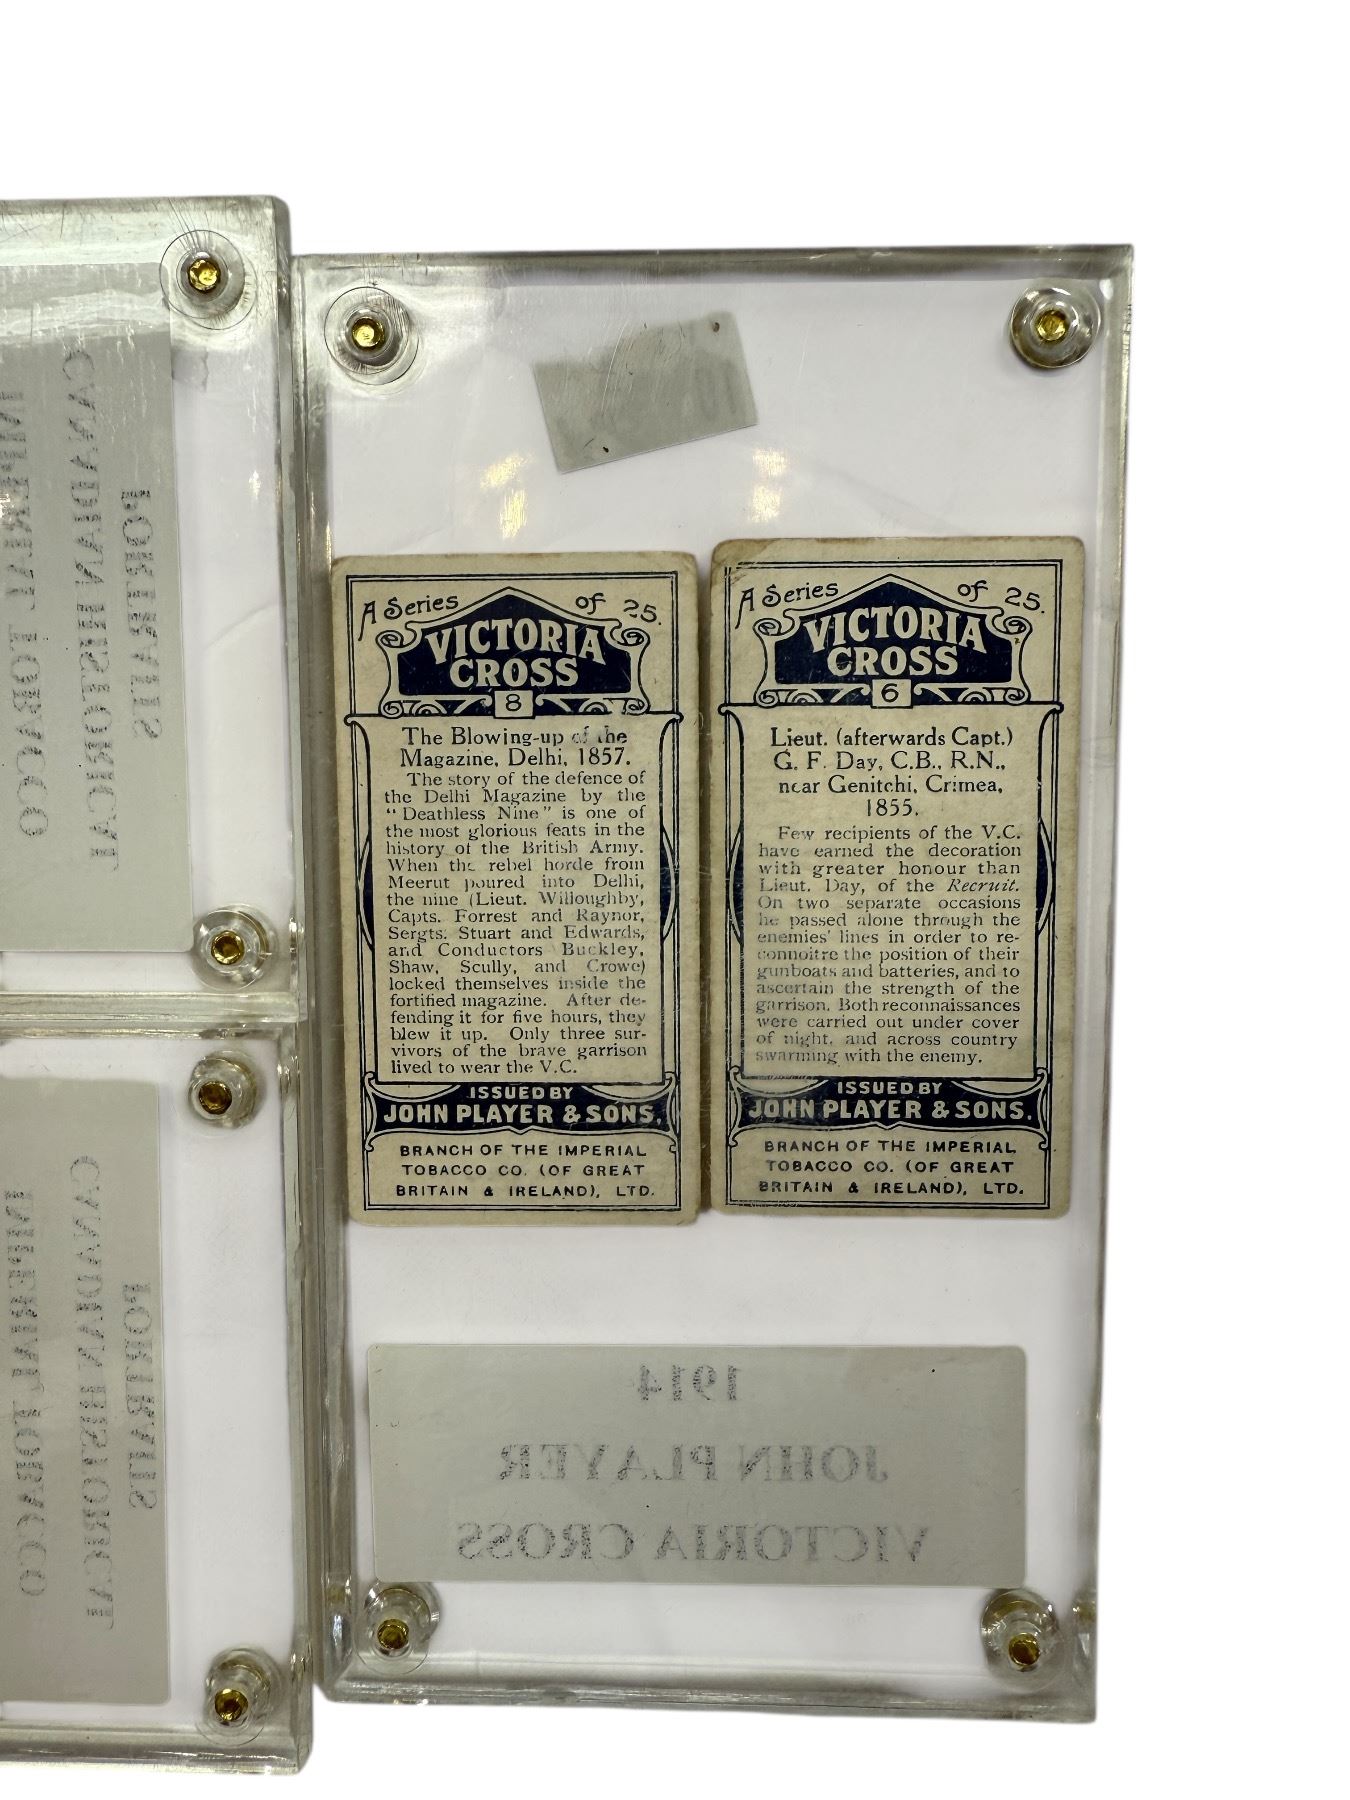 A Series of 25.
VICTORIA
CROSS
8
The Blowing-up of the
Magazine, Delhi, 1857.
The story of the defence of
the Delhi Magazine by the
"Deathless Nine" is one of
the most glorious feats in the
history of the British Army.
When the rebel horde from
Meerut poured into Delhi,
the nine (Lieut. Willoughby,
Capts. Forrest and Raynor,
Sergts. Stuart and Edwards,
and Conductors Buckley,
Shaw, Scully, and Crowe)
locked themselves inside the
fortified magazine. After de-
fending it for five hours, they
blew it up. Only three sur-
vivors of the brave garrison
lived to wear the V.C.
ISSUED BY
JOHN PLAYER & SONS,
BRANCH OF THE IMPERIAL
TOBACCO CO. (OF GREAT
BRITAIN & IRELAND), LTD.
A Series of 25.
VICTORIA
CROSS
6
Lieut. (afterwards Capt.)
G. F. Day, C.B., R.N.,
near Genitchi, Crimea,
1855.
Few recipients of the V.C.
have earned the decoration
with greater honour than
Lieut. Day, of the Recruit.
On two separate occasions
he passed alone through the
enemies' lines in order to re-
connoitre the position of their
gunboats and batteries, and to
ascertain the strength of the
garrison. Both reconnaissances
were carried out under cover
of night, and across country
swarming with the enemy.
ISSUED BY
JOHN PLAYER & SONS.
BRANCH OF THE IMPERIAL
TOBACCO CO. (OF GREAT
BRITAIN & IRELAND), LTD.
1914
JOHN PLAYER
VICTORIA CROSS
IMPERIAL TOBACCO
CANADIAN HISTORICAL
PORTRAITS
IMPERIAL TOBACCO
CANADIAN HISTORICAL
PORTRAITS